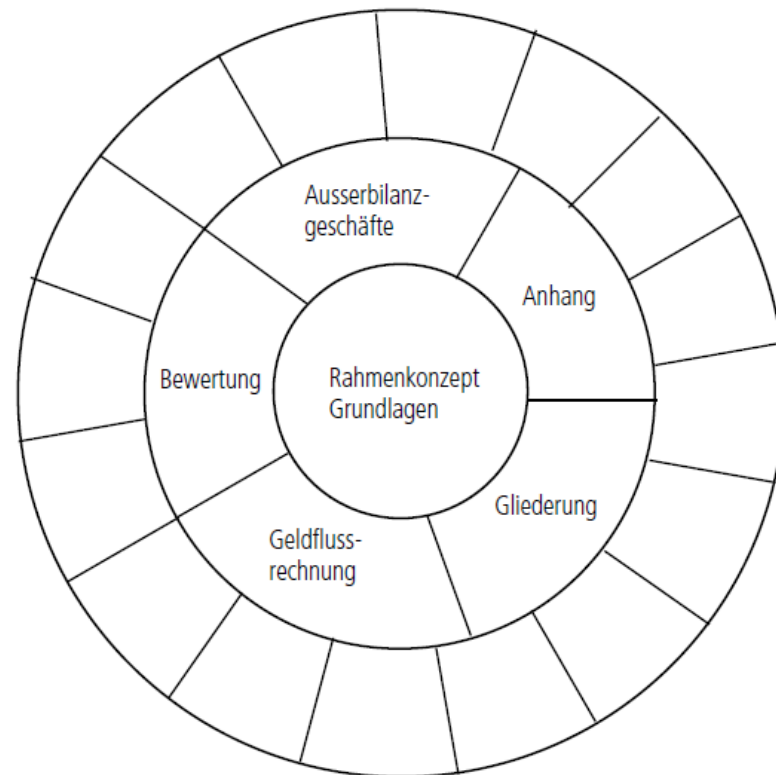 Ausserbilanz-
geschäfte
Anhang
Bewertung
Rahmenkonzept
Grundlagen
Gliederung
Geldfluss-
rechnung